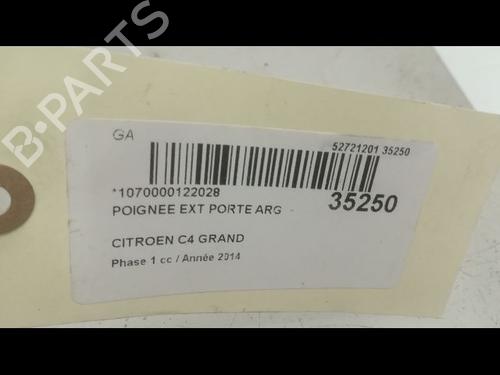 B-PARTS
GA
52721201 35250
*1070000122028
POIGNEE EXT PORTE ARG
35250
CITROEN C4 GRAND
Phase 1 cc / Année 2014